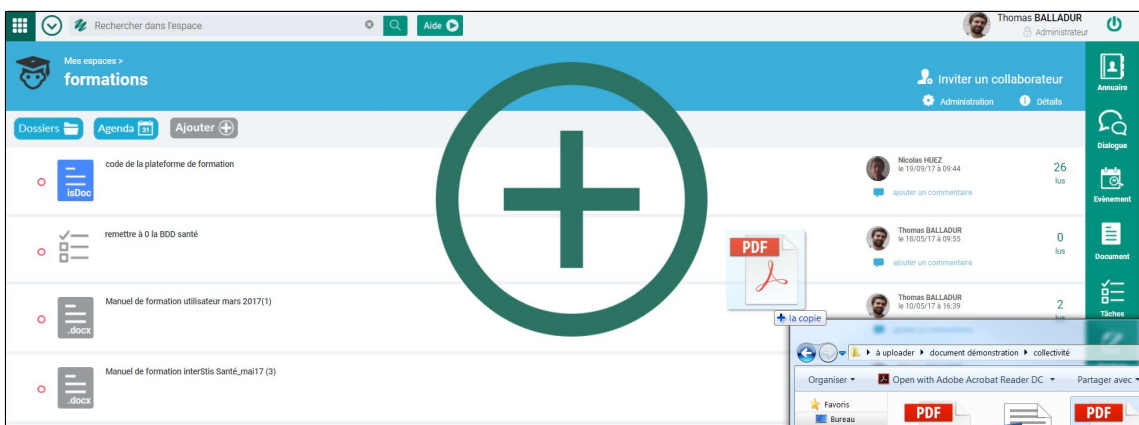 Rechercher dans l'espace
Aide
Thomas BALLADUR
Administrateur
Mes espaces >
formations
Inviter un collaborateur
Administration
Détails
Dossiers
Agenda
31
Ajouter
Annuaire
Dialogue
Evènement
Document
Tâches
isDoc
code de la plateforme de formation
Nicolas HUEZ
le 19/09/17 à 09:44
ajouter un commentaire
26
lus
remettre à 0 la BDD santé
Thomas BALLADUR
le 18/05/17 à 09:55
ajouter un commentaire
0
lus
PDF
la copie
.docx
Manuel de formation utilisateur mars 2017(1)
Thomas BALLADUR
le 10/05/17 à 16:39
2
lus
.docx
Manuel de formation interStis Santé_mai17 (3)
à uploader
document démonstration
collectivité
Organiser
Open with Adobe Acrobat Reader DC
Partager avec
Favoris
Bureau
PDF
PDF